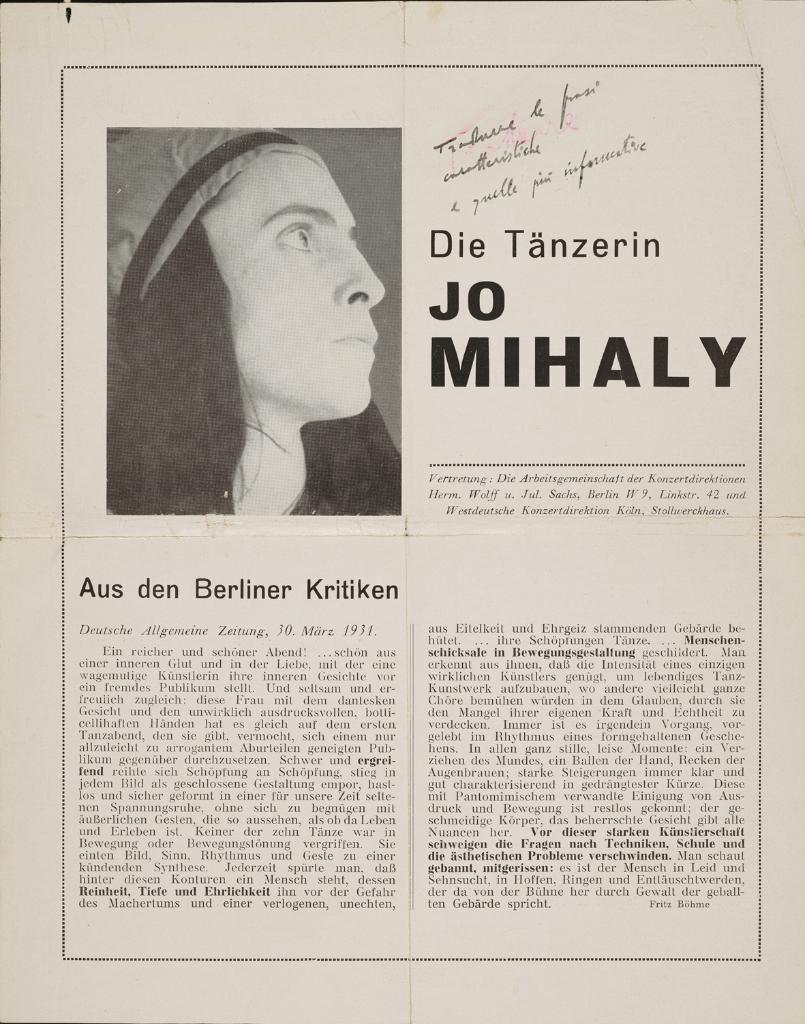 Tradurre le frasi
caratteristiche
e quelle più informative
Die Tänzerin
JO
MIHALY
Vertretung: Die Arbeitsgemeinschaft der Konzertdirektionen
Herm. Wolff u. Jul. Sachs, Berlin W 9, Linkstr. 42 und
Westdeutsche Konzertdirektion Köln, Stollwerckhaus.
Aus den Berliner Kritiken
Deutsche Allgemeine Zeitung, 30. März 1931.
Ein reicher und schöner Abend! ... schön aus
einer inneren Glut und in der Liebe, mit der eine
wagemutige Künstlerin ihre inneren Gesichte vor
ein fremdes Publikum stellt. Und seltsam und er-
freulich zugleich: diese Frau mit dem dantesken
Gesicht und den unwirklich ausdrucksvollen, botti-
cellihaften Händen hat es gleich auf dem ersten
Tanzabend, den sie gibt, vermocht, sich einem nur
allzuleicht zu arrogantem Aburteilen geneigten Pub-
likum gegenüber durchzusetzen. Schwer und ergrei-
fend reihte sich Schöpfung an Schöpfung, stieg in
jedem Bild als geschlossene Gestaltung empor, hast-
los und sicher geformt in einer für unsere Zeit selte-
nen Spannungsruhe, ohne sich zu begnügen mit
äußerlichen Gesten, die so aussehen, als ob da Leben
und Erleben ist. Keiner der zehn Tänze war in
Bewegung oder Bewegungstönung vergriffen. Sie
einten Bild, Sinn, Rhythmus und Geste zu einer
kündenden Synthese. Jederzeit spürte man, daß
hinter diesen Konturen ein Mensch steht, dessen
Reinheit, Tiefe und Ehrlichkeit ihn vor der Gefahr
des Machertums und einer verlogenen, unechten,
aus Eitelkeit und Ehrgeiz stammenden Gebärde be-
hütet. ... ihre Schöpfungen Tänze. ... Menschen-
schicksale in Bewegungsgestaltung geschildert. Man
erkennt aus ihnen, daß die Intensität eines einzigen
wirklichen Künstlers genügt, um lebendiges Tanz-
Kunstwerk aufzubauen, wo andere vielleicht ganze
Chöre bemühen würden in dem Glauben, durch sie
den Mangel ihrer eigenen Kraft und Echtheit zu
verdecken. Immer ist es irgendein Vorgang, vor-
gelebt im Rhythmus eines formgehaltenen Gesche-
hens. In allen ganz stille, leise Momente: ein Ver-
ziehen des Mundes, ein Ballen der Hand, Recken der
Augenbrauen; starke Steigerungen immer klar und
gut charakterisierend in gedrängtester Kürze. Diese
mit Pantomimischem verwandte Einigung von Aus-
druck und Bewegung ist restlos gekonnt; der ge-
schmeidige Körper, das beherrschte Gesicht gibt alle
Nuancen her. Vor dieser starken Künstlerschaft
schweigen die Fragen nach Techniken, Schule und
die ästhetischen Probleme verschwinden. Man schaut
gebannt, mitgerissen: es ist der Mensch in Leid und
Sehnsucht, in Hoffen, Ringen und Enttäuschtwerden,
der da von der Bühne her durch Gewalt der geball-
ten Gebärde spricht. Fritz Böhme